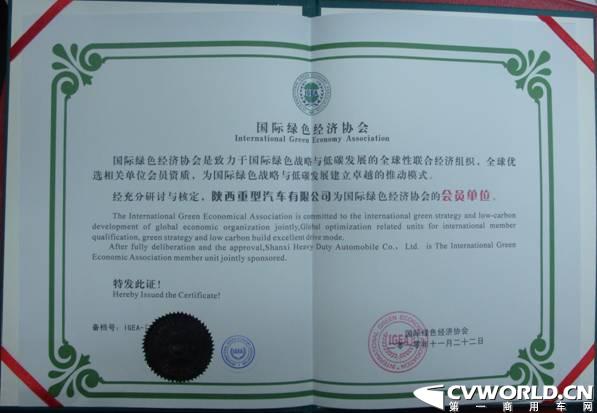 国际绿色经济协会
International Green Economy Association
国际绿色经济协会是致力于国际绿色战略与低碳发展的全球性联合经济组织，全球优
选相关单位会员资质，为国际绿色战略与低碳发展建立卓越的推动模式。
经充分研讨与核定，陕西重型汽车有限公司为国际绿色经济协会的会员单位。
The International Green Economical Association is committed to the international green strategy and low-carbon
development of global economic organization jointly,Global optimization related units for international member
qualification, green strategy and low carbon build excellent drive mode.
After fully deliberation and the approval,Shanxi Heavy Duty Automobile Co., Ltd. is The International Green
Economic Association member unit jointly sponsored.
特发此证！
Hereby Issued the Certificate!
备档号：IGEA-
国际绿色经济协会
二〇一〇年十一月二十二日
IGEA
CVWORLD.CN
第一商用车网